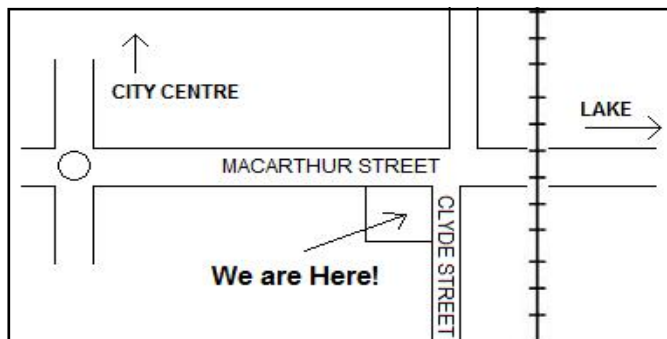 CITY CENTRE
LAKE
MACARTHUR STREET
CLYDE STREET
We are Here!